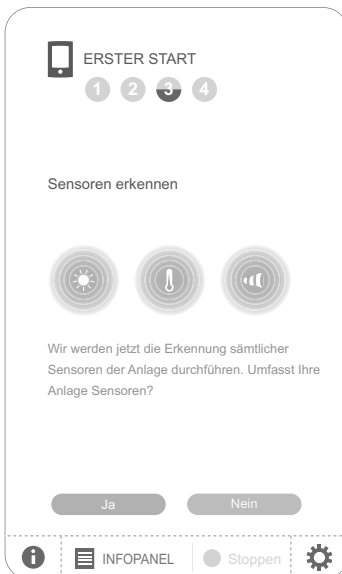 ERSTER START
1 2 3 4
Sensoren erkennen
Wir werden jetzt die Erkennung sämtlicher
Sensoren der Anlage durchführen. Umfasst Ihre
Anlage Sensoren?
Ja Nein
i INFOPANEL Stoppen